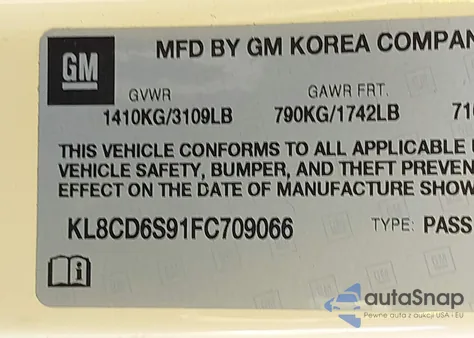 GM
MFD BY GM KOREA COMPAN
GVWR GAWR FRT.
1410KG/3109LB 790KG/1742LB 710
THIS VEHICLE CONFORMS TO ALL APPLICABLE
VEHICLE SAFETY, BUMPER, AND THEFT PREVEN
EFFECT ON THE DATE OF MANUFACTURE SHOW
KL8CD6S91FC709066 TYPE: PASS
autoSnap
Pewne auta z aukcji USA i EU